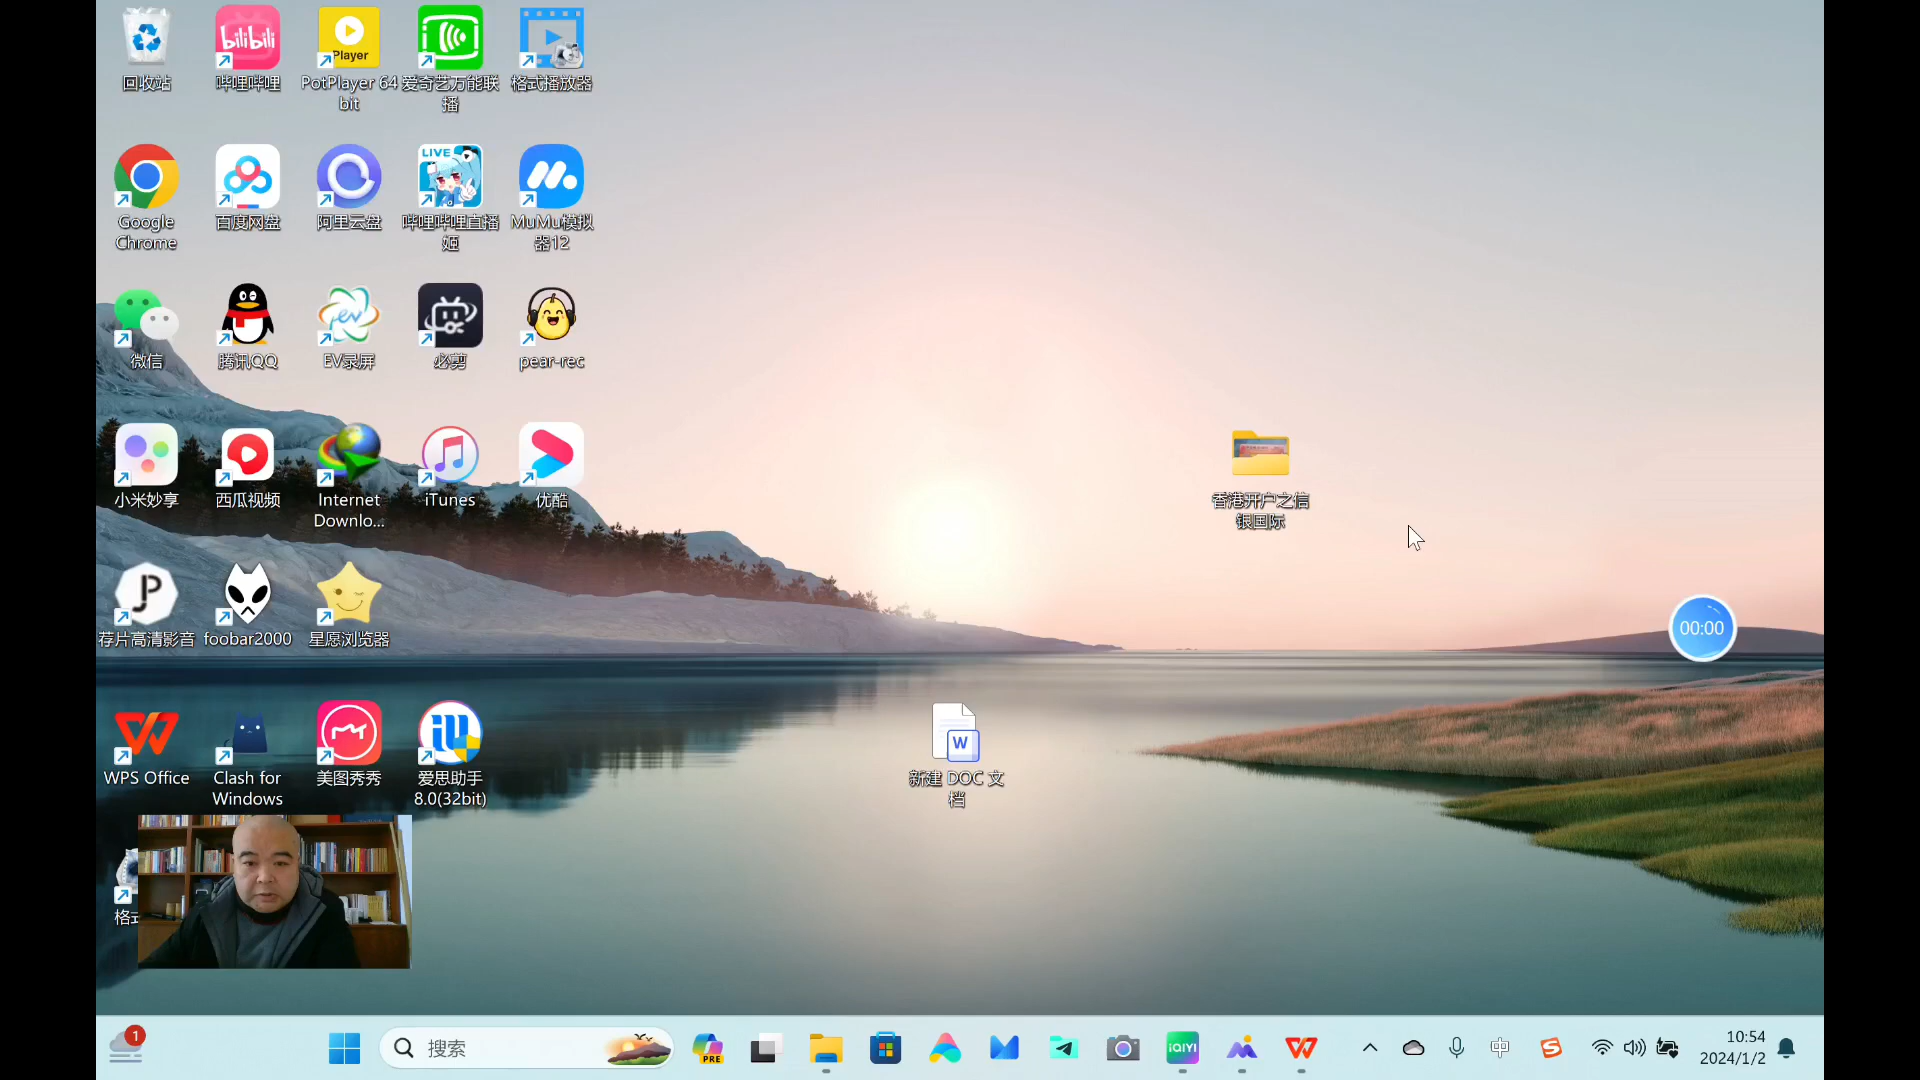 回收站
bilibili
哔哩哔哩
Player
PotPlayer 64
bit
爱奇艺万能联
播
格式播放器
Google
Chrome
百度网盘
阿里云盘
LIVE
哔哩哔哩直播
姬
MuMu模拟
器12
微信
腾讯QQ
ev
EV录屏
必剪
pear-rec
小米妙享
西瓜视频
Internet
Downlo...
iTunes
优酷
香港开户之信
银国际
荐片高清影音
foobar2000
星愿浏览器
00:00
WPS Office
Clash for
Windows
美图秀秀
爱思助手
8.0(32bit)
W
新建 DOC 文
档
格式
1
搜索
PRE
iQIYI
中
10:54
2024/1/2